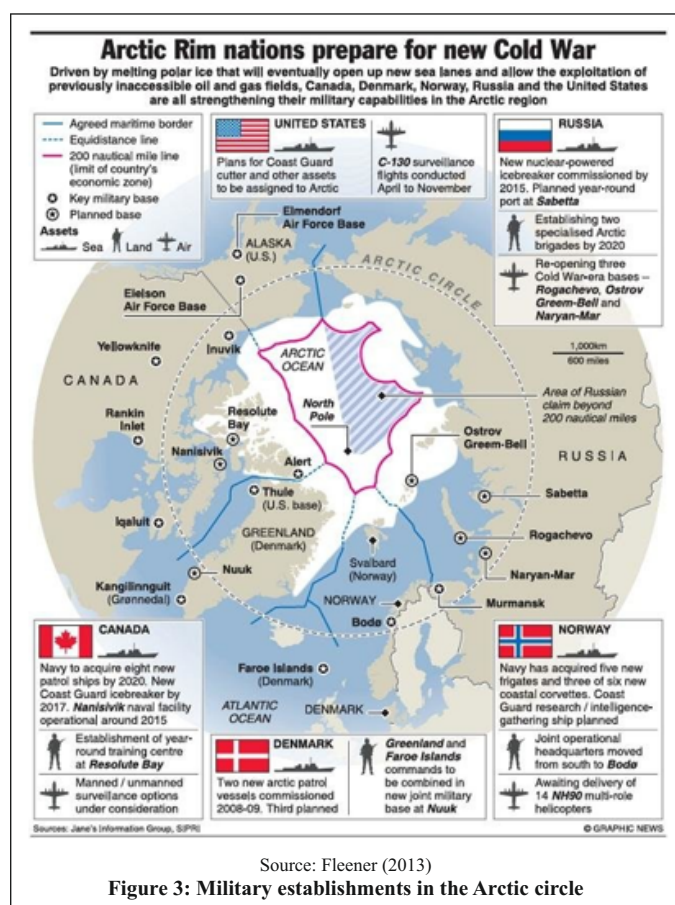 Arctic Rim nations prepare for new Cold War
Driven by melting polar ice that will eventually open up new sea lanes and allow the exploitation of
previously inaccessible oil and gas fields, Canada, Denmark, Norway, Russia and the United States
are all strengthening their military capabilities in the Arctic region
Agreed maritime border
Equidistance line
200 nautical mile line
(limit of country's
economic zone)
Key military base
Planned base
Assets
Sea Land Air
UNITED STATES
Plans for Coast Guard
cutter and other assets
to be assigned to Arctic
C-130 surveillance
flights conducted
April to November
RUSSIA
New nuclear-powered
icebreaker commissioned by
2015. Planned year-round
port at Sabetta
Establishing two
specialised Arctic
brigades by 2020
Re-opening three
Cold War-era bases –
Rogachevo, Ostrov
Greem-Bell and
Naryan-Mar
Elmendorf
Air Force Base
ALASKA
(U.S.)
ARCTIC CIRCLE
Eielson
Air Force Base
Inuvik
Yellowknife
CANADA
ARCTIC
OCEAN
1,000km
600 miles
North
Pole
Area of Russian
claim beyond
200 nautical miles
Rankin
Inlet
Resolute
Bay
Nanisivik
Alert
Ostrov
Greem-Bell
RUSSIA
Thule
(U.S. base)
Sabetta
Iqaluit
GREENLAND
(Denmark)
Rogachevo
Svalbard
(Norway)
Nuuk
Naryan-Mar
Kangilinnguit
(Grønnedal)
NORWAY
Murmansk
Bodø
Faroe Islands
(Denmark)
ATLANTIC
OCEAN
DENMARK
CANADA
Navy to acquire eight new
patrol ships by 2020. New
Coast Guard icebreaker by
2017. Nanisivik naval facility
operational around 2015
Establishment of year-
round training centre
at Resolute Bay
Manned / unmanned
surveillance options
under consideration
DENMARK
Two new arctic patrol
vessels commissioned
2008-09. Third planned
Greenland and
Faroe Islands
commands to
be combined in
new joint military
base at Nuuk
NORWAY
Navy has acquired five new
frigates and three of six new
coastal corvettes. Coast
Guard research / intelligence-
gathering ship planned
Joint operational
headquarters moved
from south to Bodø
Awaiting delivery of
14 NH90 multi-role
helicopters
Sources: Jane's Information Group, SIPRI
© GRAPHIC NEWS
Source: Fleener (2013)
Figure 3: Military establishments in the Arctic circle